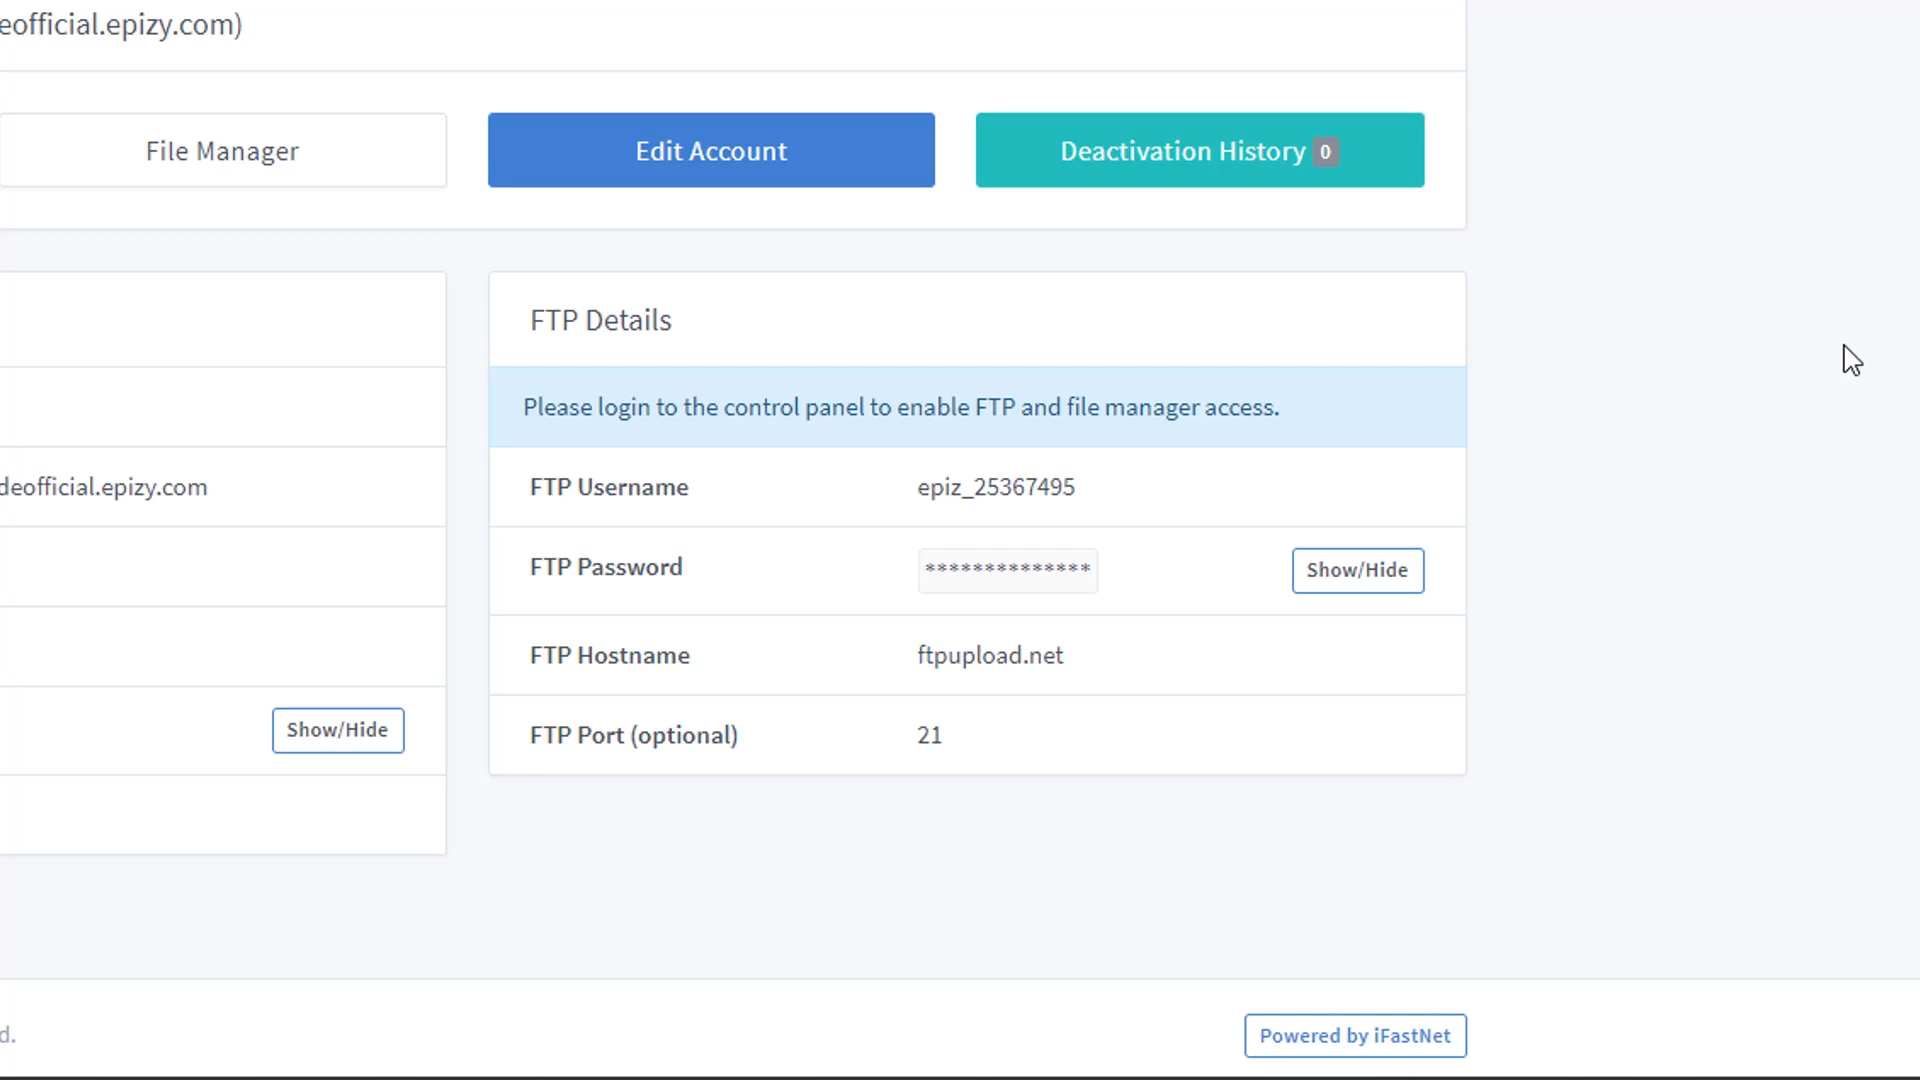 eofficial.epizy.com)
File Manager
Edit Account
Deactivation History 0
FTP Details
Please login to the control panel to enable FTP and file manager access.
deofficial.epizy.com
FTP Username epiz_25367495
FTP Password ************** Show/Hide
FTP Hostname ftpupload.net
Show/Hide
FTP Port (optional) 21
d.
Powered by iFastNet